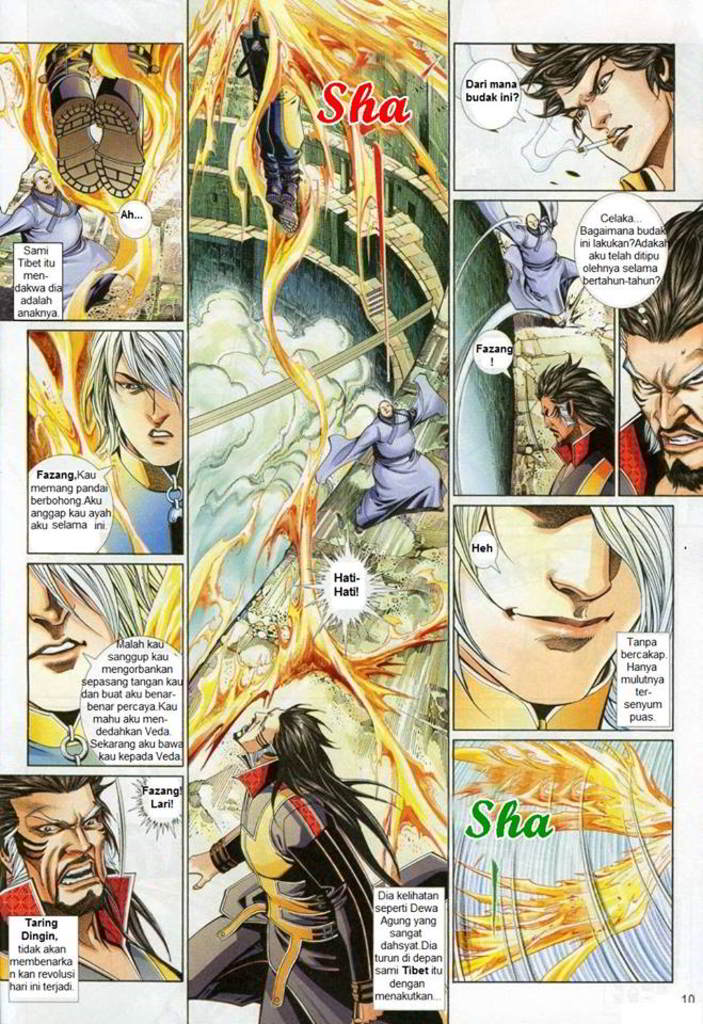 Ah...
Sami
Tibet itu
men-
dakwa dia
adalah
anaknya.
Fazang,Kau
memang pandai
berbohong.Aku
anggap kau ayah
aku selama ini.
Malah kau
sanggup kau
mengorbankan
sepasang tangan kau
dan buat aku benar-
benar percaya.Kau
mahu aku men-
dedahkan Veda.
Sekarang aku bawa
kau kepada Veda.
Fazang!
Lari!
Taring
Dingin,
tidak akan
membenarka
n kan revolusi
hari ini terjadi.
Sha
Hati-
Hati!
Dia kelihatan
seperti Dewa
Agung yang
sangat
dahsyat.Dia
turun di depan
sami Tibet itu
dengan
menakutkan...
Dari mana
budak ini?
Celaka...
Bagaimana budak
ini lakukan?Adakah
aku telah ditipu
olehnya selama
bertahun-tahun?
Fazang
!
Heh
Tanpa
bercakap.
Hanya
mulutnya
ter-
senyum
puas.
Sha
10